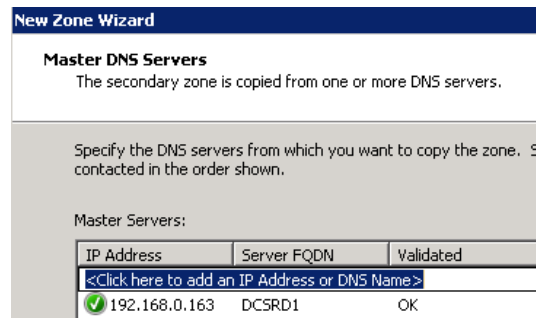 New Zone Wizard
Master DNS Servers
The secondary zone is copied from one or more DNS servers.
Specify the DNS servers from which you want to copy the zone.
contacted in the order shown.
Master Servers:
IP Address Server FQDN Validated
<Click here to add an IP Address or DNS Name>
192.168.0.163 DCSRD1 OK